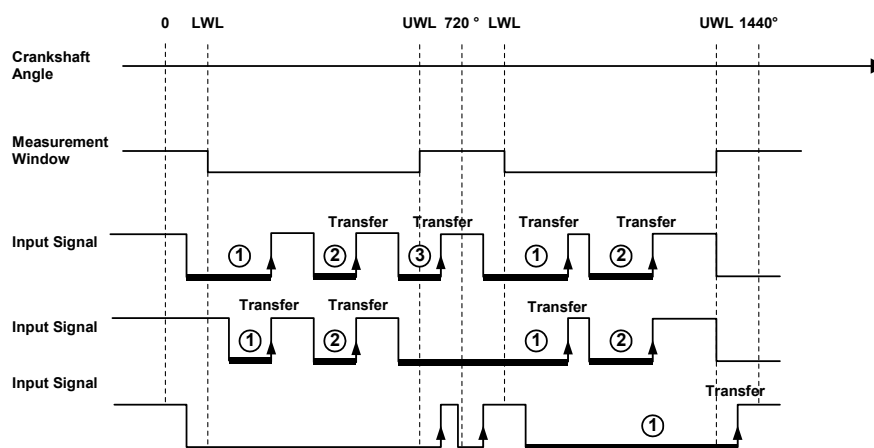 0 LWL UWL 720 ° LWL UWL 1440°
Crankshaft
Angle
Measurement
Window
Transfer Transfer Transfer Transfer
Input Signal 1 2 3 1 2
Transfer Transfer Transfer
Input Signal 1 2 1 2
Input Signal Transfer
1